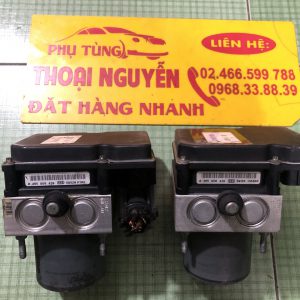 PHỤ TÙNG
LIÊN HỆ:
THOẠI NGUYỄN
02.466.599 788
0968.33.88.39
ĐẶT HÀNG NHANH